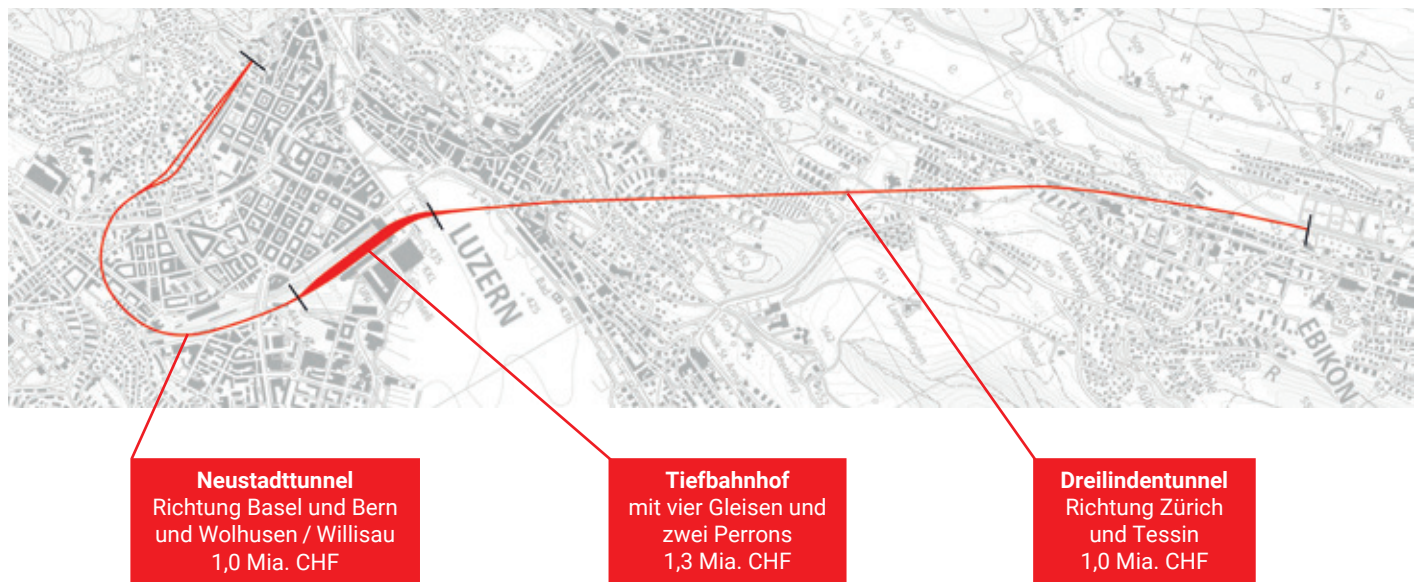 LUZERN
EBIKON
Neustadttunnel
Richtung Basel und Bern
und Wolhusen / Willisau
1,0 Mia. CHF
Tiefbahnhof
mit vier Gleisen und
zwei Perrons
1,3 Mia. CHF
Dreilindentunnel
Richtung Zürich
und Tessin
1,0 Mia. CHF